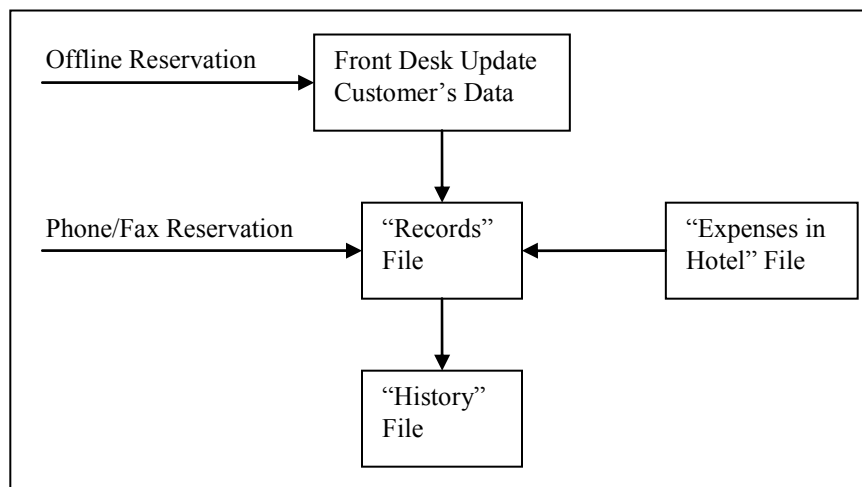 Offline Reservation
Front Desk Update
Customer’s Data
Phone/Fax Reservation
“Records”
File
“Expenses in
Hotel” File
“History”
File